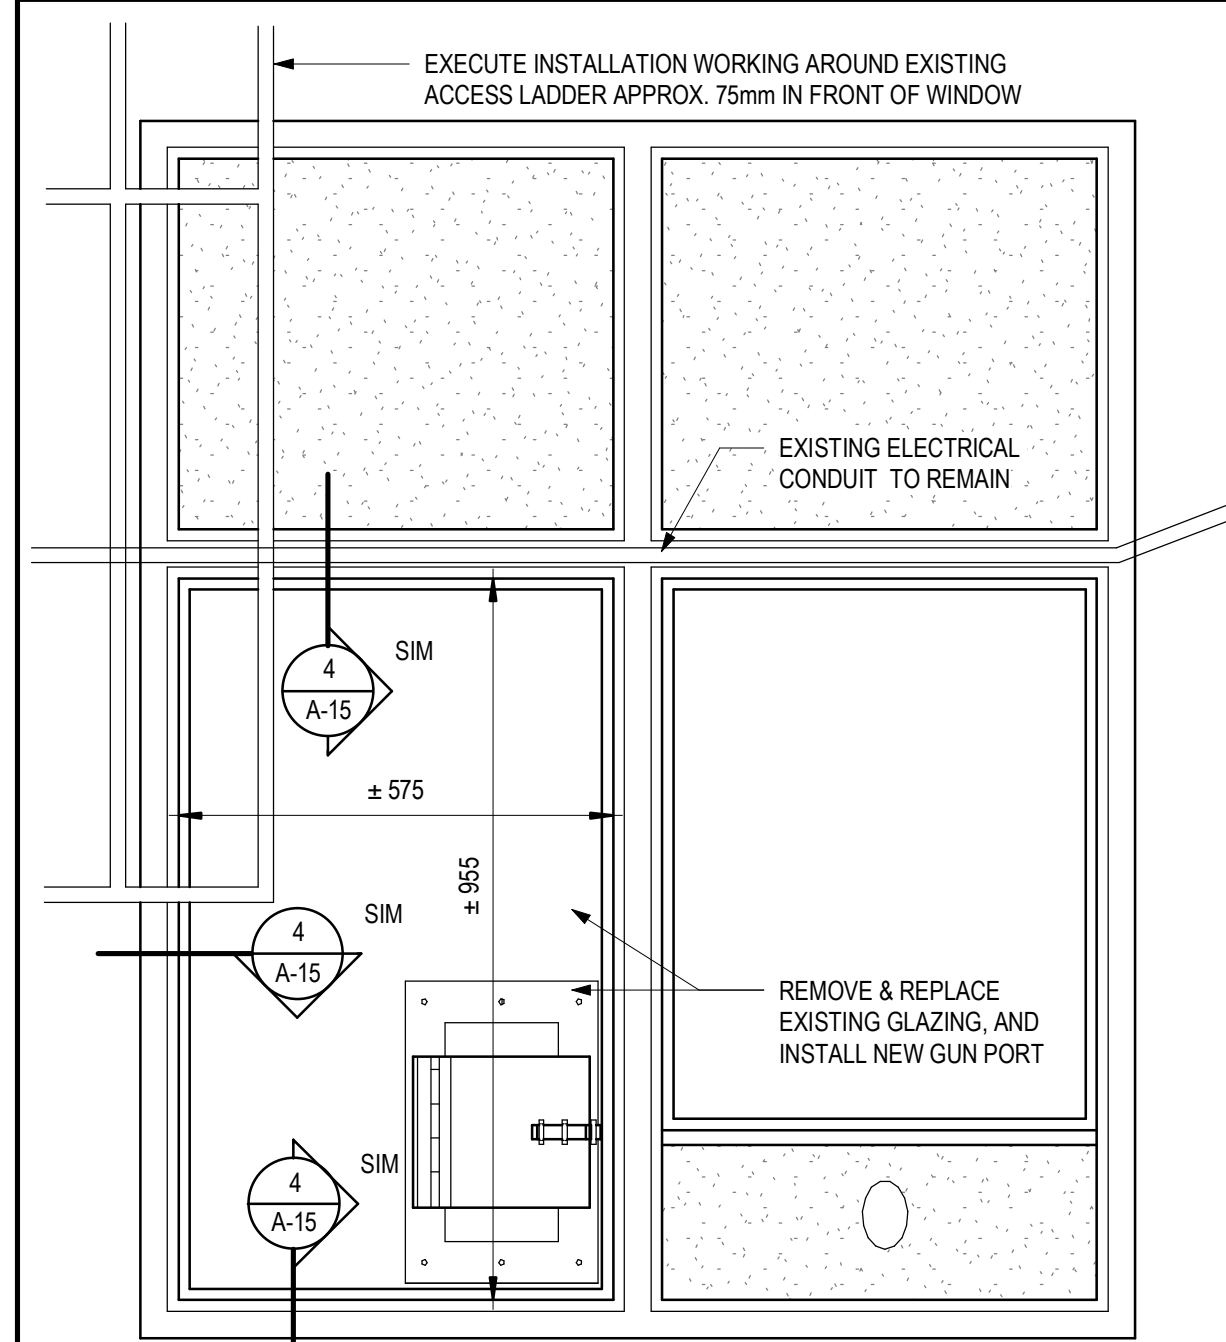 EXECUTE INSTALLATION WORKING AROUND EXISTING
ACCESS LADDER APPROX. 75mm IN FRONT OF WINDOW
EXISTING ELECTRICAL
CONDUIT TO REMAIN
SIM
4
A-15
± 575
± 955
SIM
4
A-15
REMOVE & REPLACE
EXISTING GLAZING, AND
INSTALL NEW GUN PORT
SIM
4
A-15